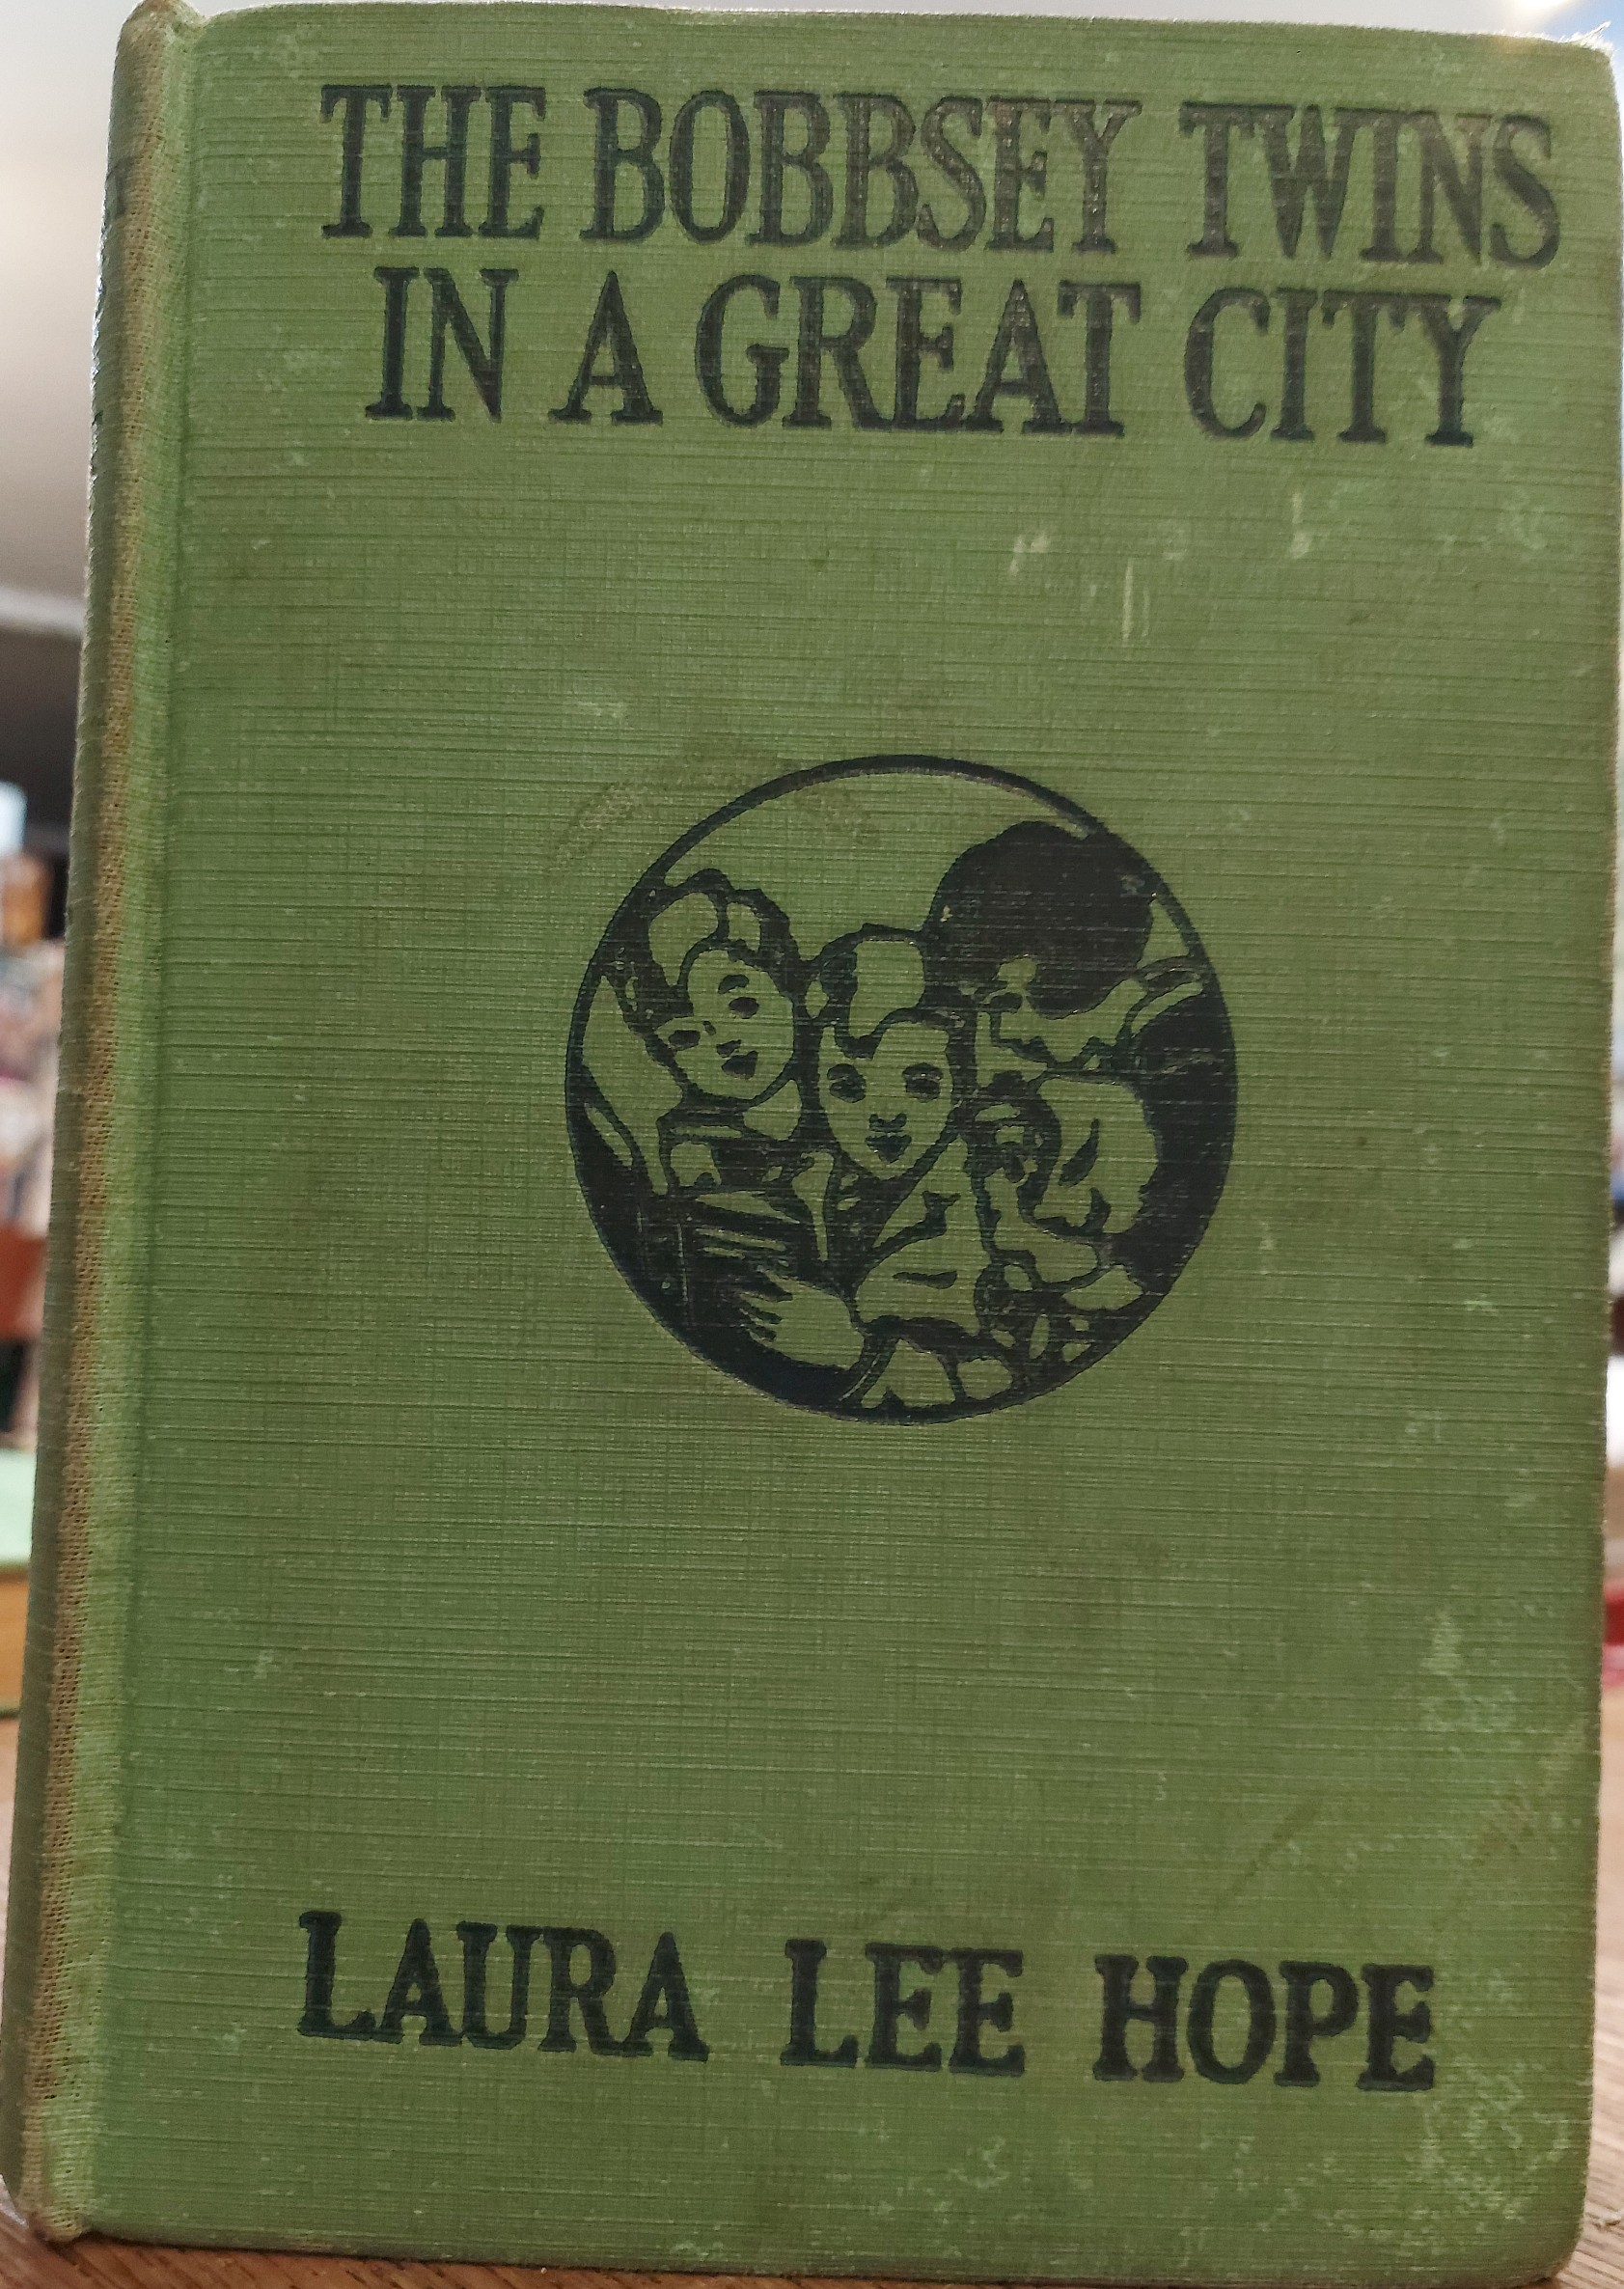 THE BOBBSEY TWINS
IN A GREAT CITY
LAURA LEE HOPE